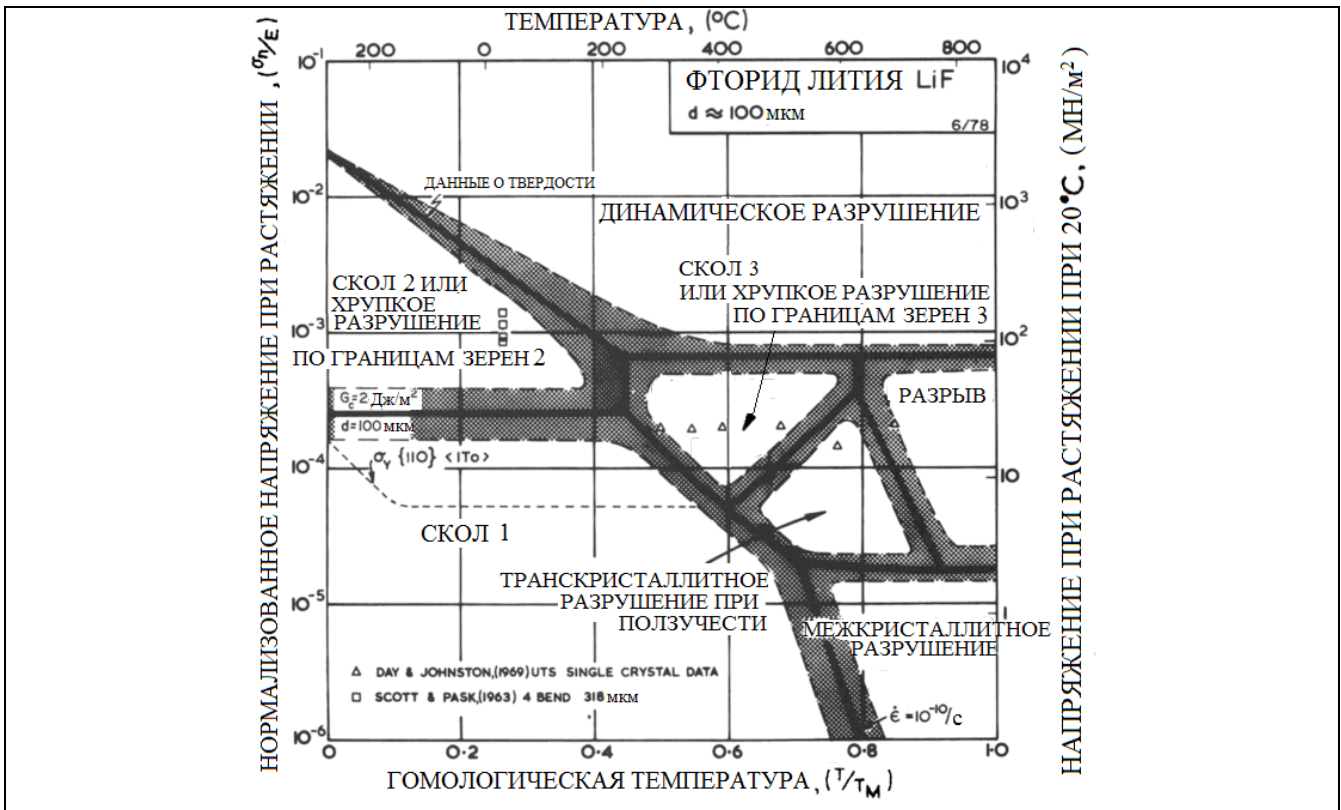 ТЕМПЕРАТУРА, (°C)
200 0 200 400 600 800
НОРМАЛИЗОВАННОЕ НАПРЯЖЕНИЕ ПРИ РАСТЯЖЕНИИ , (σn/E)
10⁻¹
10⁻²
10⁻³
10⁻⁴
10⁻⁵
10⁻⁶
ФТОРИД ЛИТИЯ LiF
d ≈ 100 мкм
6/78
ДАННЫЕ О ТВЕРДОСТИ
ДИНАМИЧЕСКОЕ РАЗРУШЕНИЕ
СКОЛ 2 ИЛИ
ХРУПКОЕ
РАЗРУШЕНИЕ
ПО ГРАНИЦАМ ЗЕРЕН 2
СКОЛ 3
ИЛИ ХРУПКОЕ РАЗРУШЕНИЕ
ПО ГРАНИЦАМ ЗЕРЕН 3
РАЗРЫВ
Gc=2 Дж/м²
d=100 мкм
σY {110} <1T0>
СКОЛ 1
ТРАНСКРИСТАЛЛИТНОЕ
РАЗРУШЕНИЕ ПРИ
ПОЛЗУЧЕСТИ
МЕЖКРИСТАЛЛИТНОЕ
РАЗРУШЕНИЕ
ε̇ =10⁻¹⁰/с
△ DAY & JOHNSTON,(1969) UTS SINGLE CRYSTAL DATA
□ SCOTT & PASK,(1963) 4 BEND 318 мкм
10⁴
10³
10²
10
1
НАПРЯЖЕНИЕ ПРИ РАСТЯЖЕНИИ ПРИ 20°C, (МН/м²)
0 0·2 0·4 0·6 0·8 1·0
ГОМОЛОГИЧЕСКАЯ ТЕМПЕРАТУРА, (T/TM)